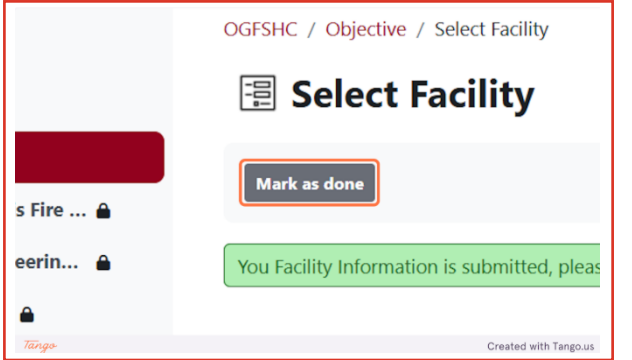 OGFSHC / Objective / Select Facility
Select Facility
Mark as done
s Fire ...
eerin...
You Facility Information is submitted, pleas
Tango
Created with Tango.us